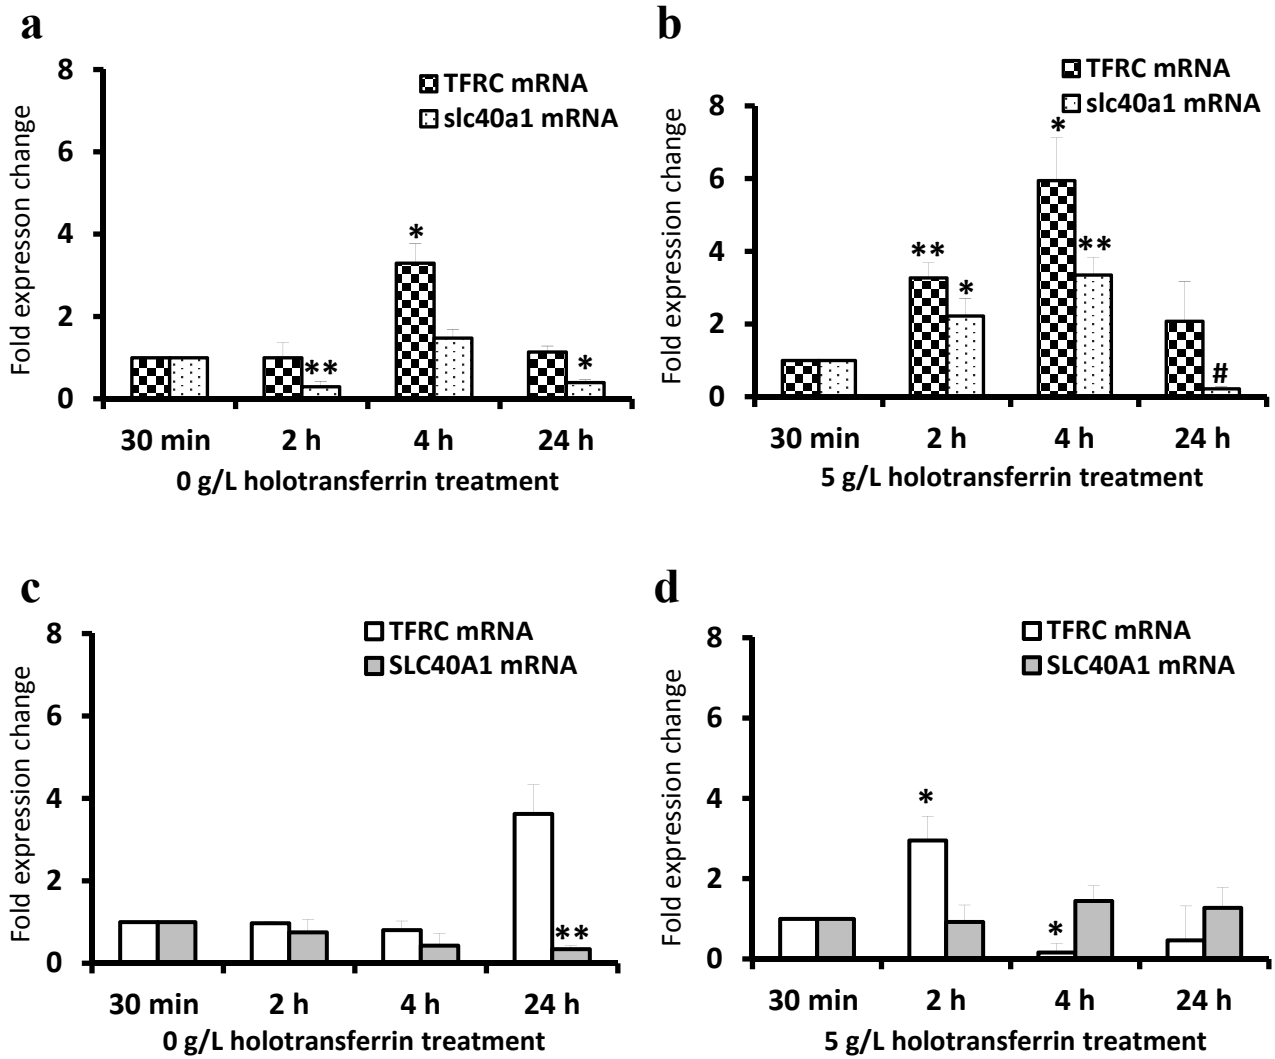 a
8
6
4
2
0
Fold expresson change
TFRC mRNA
slc40a1 mRNA
*
**
*
30 min 2 h 4 h 24 h
0 g/L holotransferrin treatment
b
8
6
4
2
0
Fold expression change
TFRC mRNA
slc40a1 mRNA
*
** **
*
#
30 min 2 h 4 h 24 h
5 g/L holotransferrin treatment
c
8
6
4
2
0
Fold expression change
TFRC mRNA
SLC40A1 mRNA
**
30 min 2 h 4 h 24 h
0 g/L holotransferrin treatment
d
8
6
4
2
0
Fold expression change
TFRC mRNA
SLC40A1 mRNA
*
*
30 min 2 h 4 h 24 h
5 g/L holotransferrin treatment